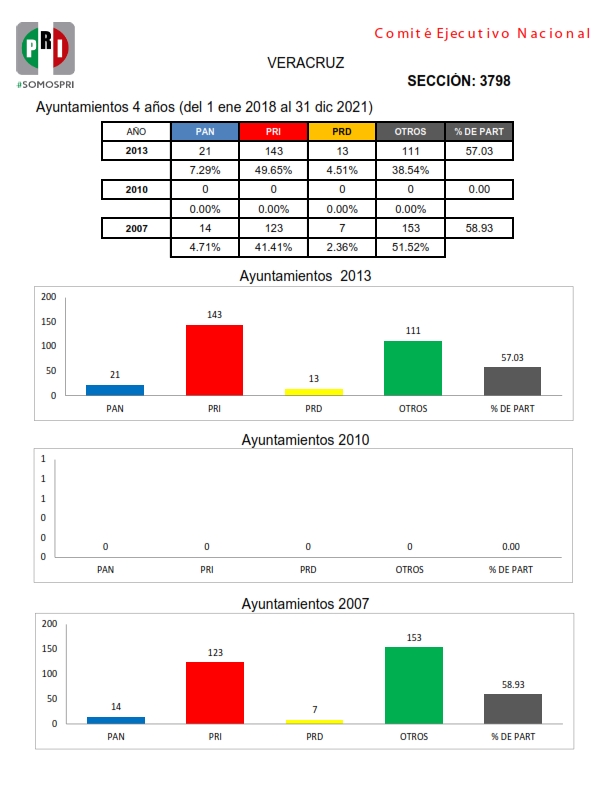 PRI
#SOMOSPRI
Comité Ejecutivo Nacional
VERACRUZ
SECCIÓN: 3798
Ayuntamientos 4 años (del 1 ene 2018 al 31 dic 2021)
AÑO PAN PRI PRD OTROS % DE PART
2013 21 143 13 111 57.03
7.29% 49.65% 4.51% 38.54%
2010 0 0 0 0 0.00
0.00% 0.00% 0.00% 0.00%
2007 14 123 7 153 58.93
4.71% 41.41% 2.36% 51.52%
Ayuntamientos 2013
200
150
100
50
0
21 143 13 111 57.03
PAN PRI PRD OTROS % DE PART
Ayuntamientos 2010
1
1
1
0
0
0
0 0 0 0 0.00
PAN PRI PRD OTROS % DE PART
Ayuntamientos 2007
200
150
100
50
0
14 123 7 153 58.93
PAN PRI PRD OTROS % DE PART